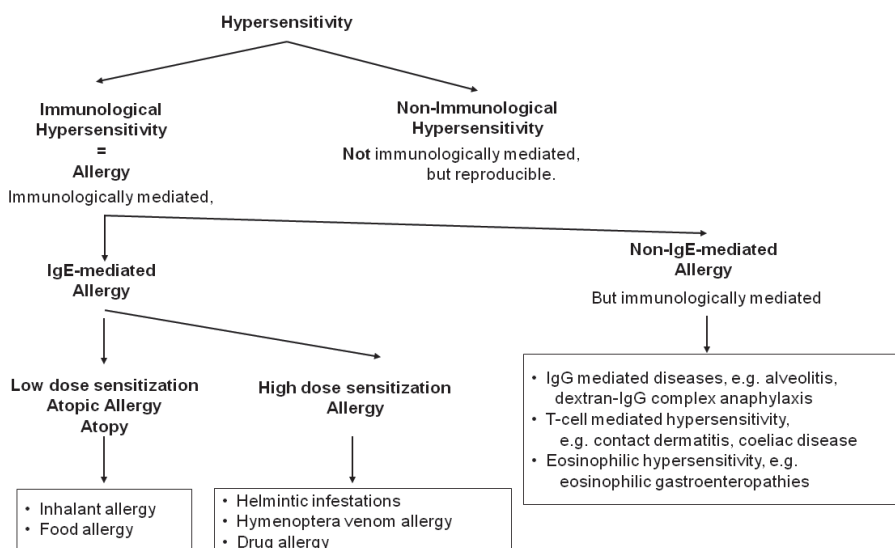 Hypersensitivity
Immunological
Hypersensitivity
=
Allergy
Immunologically mediated,
Non-Immunological
Hypersensitivity
Not immunologically mediated,
but reproducible.
IgE-mediated
Allergy
Non-IgE-mediated
Allergy
But immunologically mediated
Low dose sensitization
Atopic Allergy
Atopy
High dose sensitization
Allergy
• IgG mediated diseases, e.g. alveolitis,
dextran-IgG complex anaphylaxis
• T-cell mediated hypersensitivity,
e.g. contact dermatitis, coeliac disease
• Eosinophilic hypersensitivity, e.g.
eosinophilic gastroenteropathies
• Inhalant allergy
• Food allergy
• Helmintic infestations
• Hymenoptera venom allergy
• Drug allergy